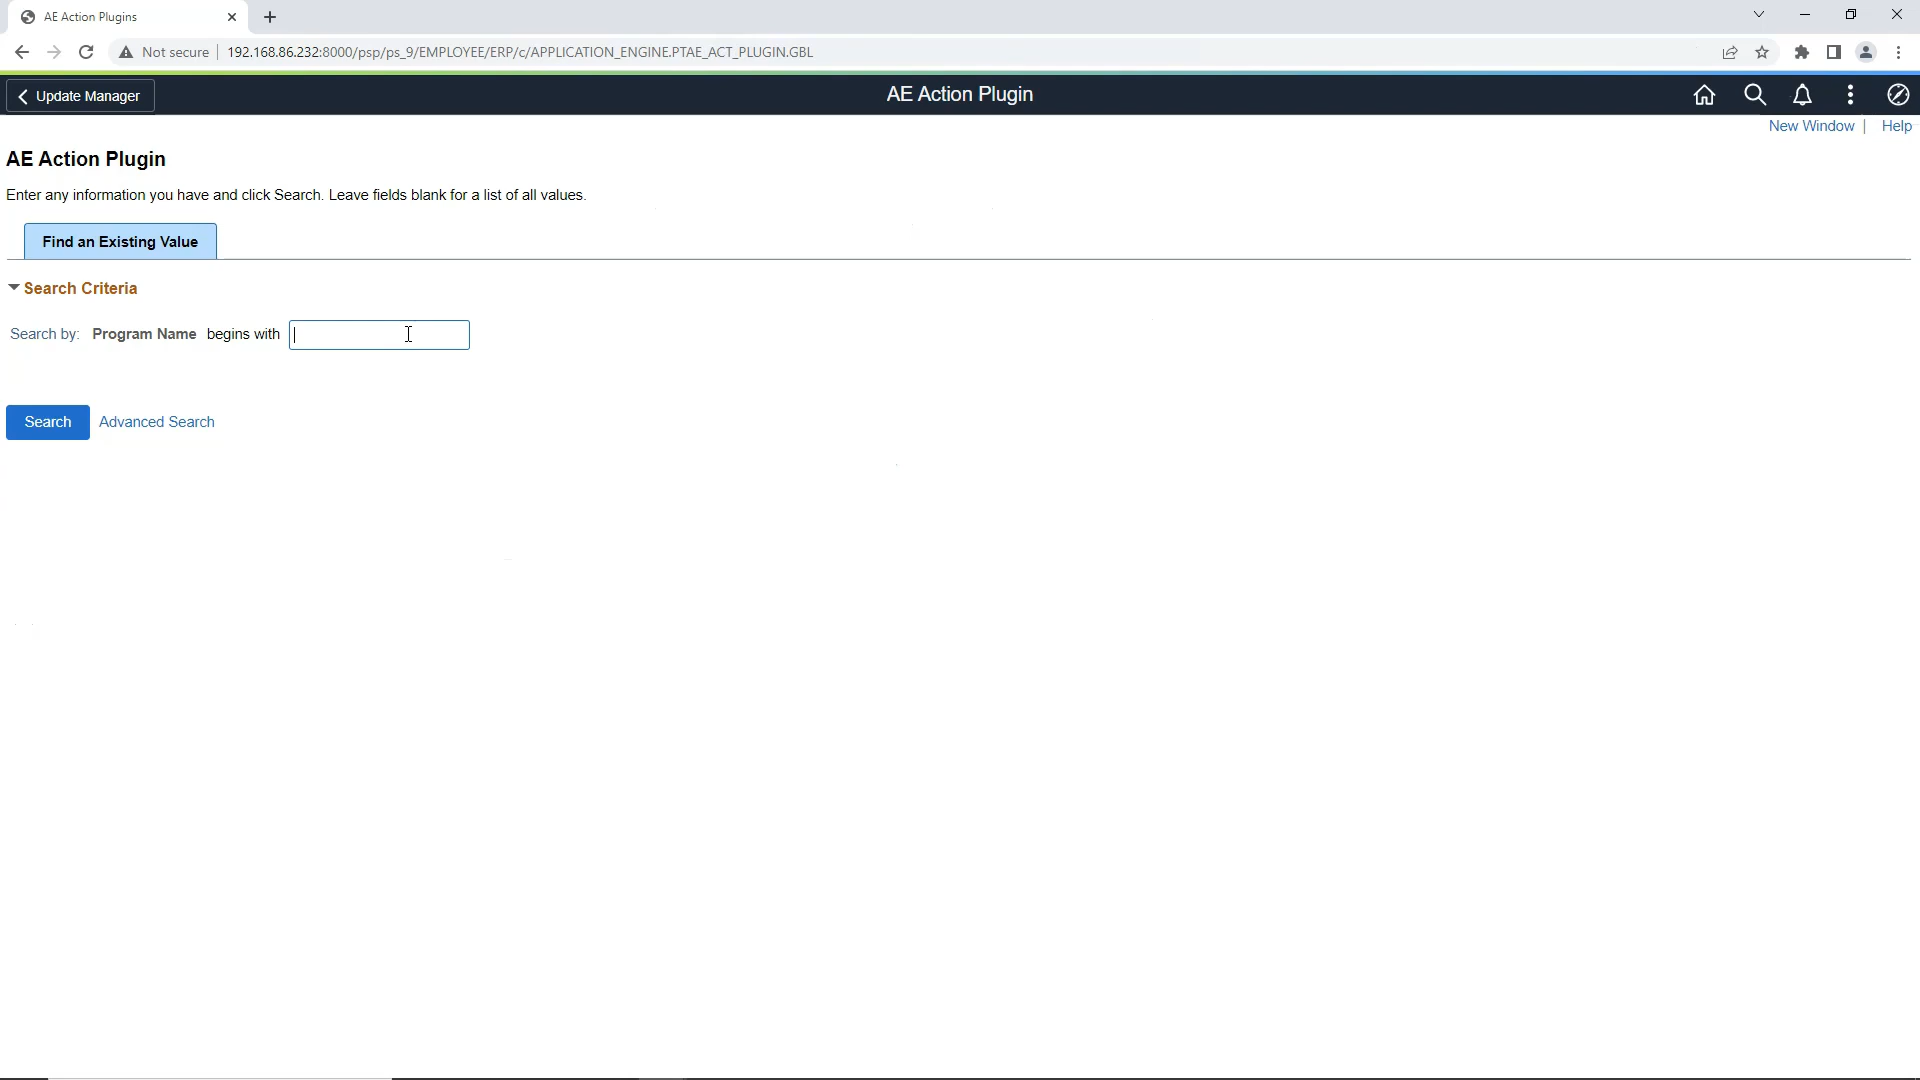 AE Action Plugins
Not secure
192.168.86.232:8000/psp/ps_9/EMPLOYEE/ERP/c/APPLICATION_ENGINE.PTAE_ACT_PLUGIN.GBL
Update Manager
AE Action Plugin
New Window | Help
AE Action Plugin
Enter any information you have and click Search. Leave fields blank for a list of all values.
Find an Existing Value
Search Criteria
Search by: Program Name begins with
Search Advanced Search